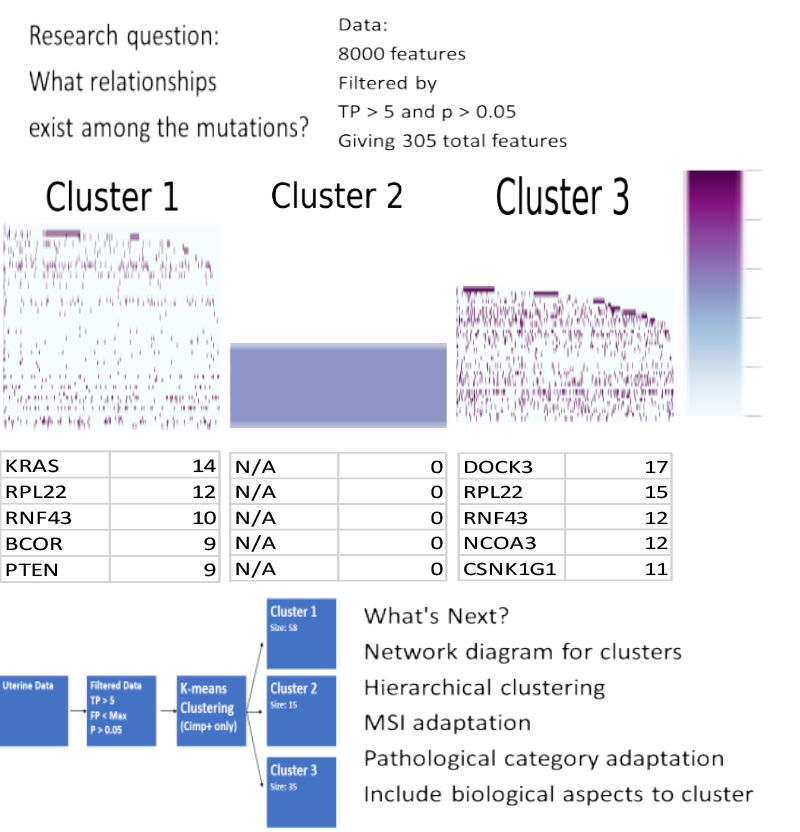 Research question:
What relationships
exist among the mutations?
Data:
8000 features
Filtered by
TP > 5 and p > 0.05
Giving 305 total features
Cluster 1
Cluster 2
Cluster 3
KRAS 14
RPL22 12
RNF43 10
BCOR 9
PTEN 9
N/A 0
N/A 0
N/A 0
N/A 0
N/A 0
DOCK3 17
RPL22 15
RNF43 12
NCOA3 12
CSNK1G1 11
Uterine Data
Filtered Data
TP > 5
FP < Max
P > 0.05
K-means
Clustering
(Cimp+ only)
Cluster 1
Size: 58
Cluster 2
Size: 15
Cluster 3
Size: 35
What's Next?
Network diagram for clusters
Hierarchical clustering
MSI adaptation
Pathological category adaptation
Include biological aspects to cluster